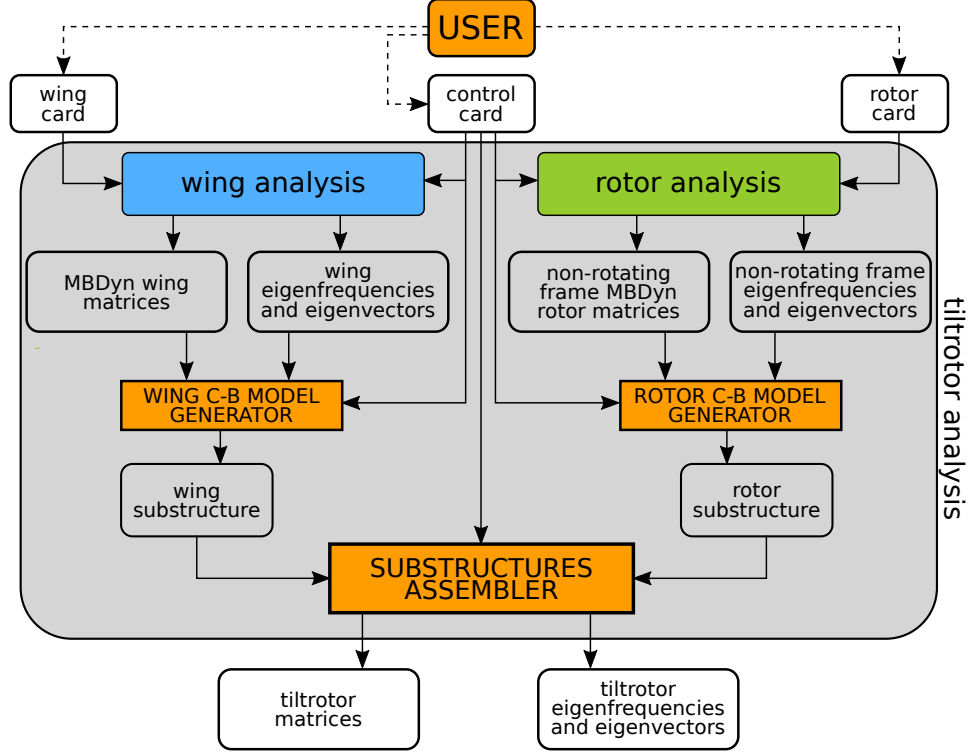 USER
wing
card
control
card
rotor
card
wing analysis
rotor analysis
MBDyn wing
matrices
wing
eigenfrequencies
and eigenvectors
non-rotating
frame MBDyn
rotor matrices
non-rotating frame
eigenfrequencies
and eigenvectors
tiltrotor analysis
WING C-B MODEL
GENERATOR
ROTOR C-B MODEL
GENERATOR
wing
substructure
rotor
substructure
SUBSTRUCTURES
ASSEMBLER
tiltrotor
matrices
tiltrotor
eigenfrequencies
and eigenvectors